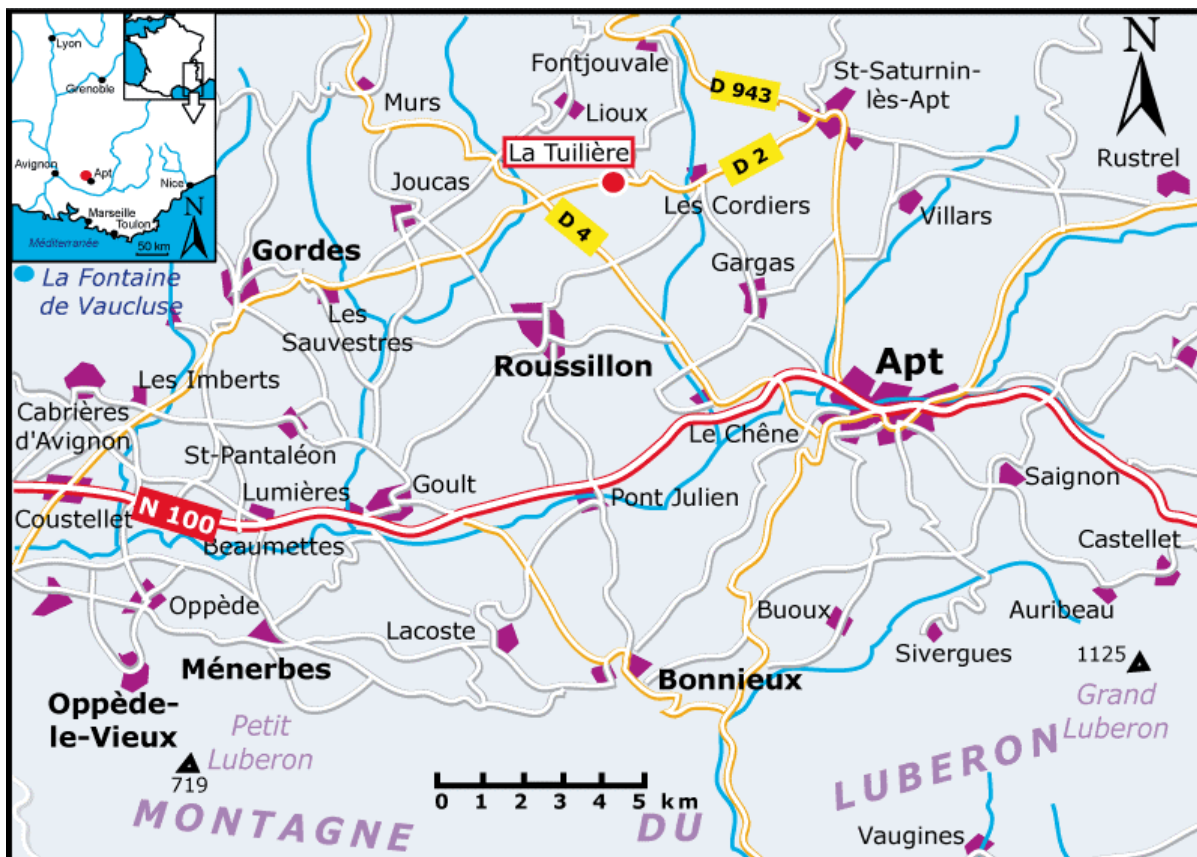 Lyon
Grenoble
Avignon
Apt
Nice
Marseille
Toulon
Méditerranée
50 km
N
N
Fontjouvale
St-Saturnin-
lès-Apt
D 943
Murs
Lioux
La Tuilière
D 2
Rustrel
Joucas
Les Cordiers
Villars
D 4
Gordes
Gargas
La Fontaine
de Vaucluse
Les
Sauvestres
Roussillon
Apt
Les Imberts
Cabrières
d'Avignon
St-Pantaléon
Le Chêne
Saignon
Lumières
Goult
Pont Julien
Coustellet
N 100
Beaumettes
Castellet
Oppède
Lacoste
Buoux
Auribeau
Sivergues
Ménerbes
Bonnieux
1125
Grand
Luberon
Oppède-
le-Vieux
Petit
Luberon
719
0 1 2 3 4 5 km
MONTAGNE DU LUBERON
Vaugines